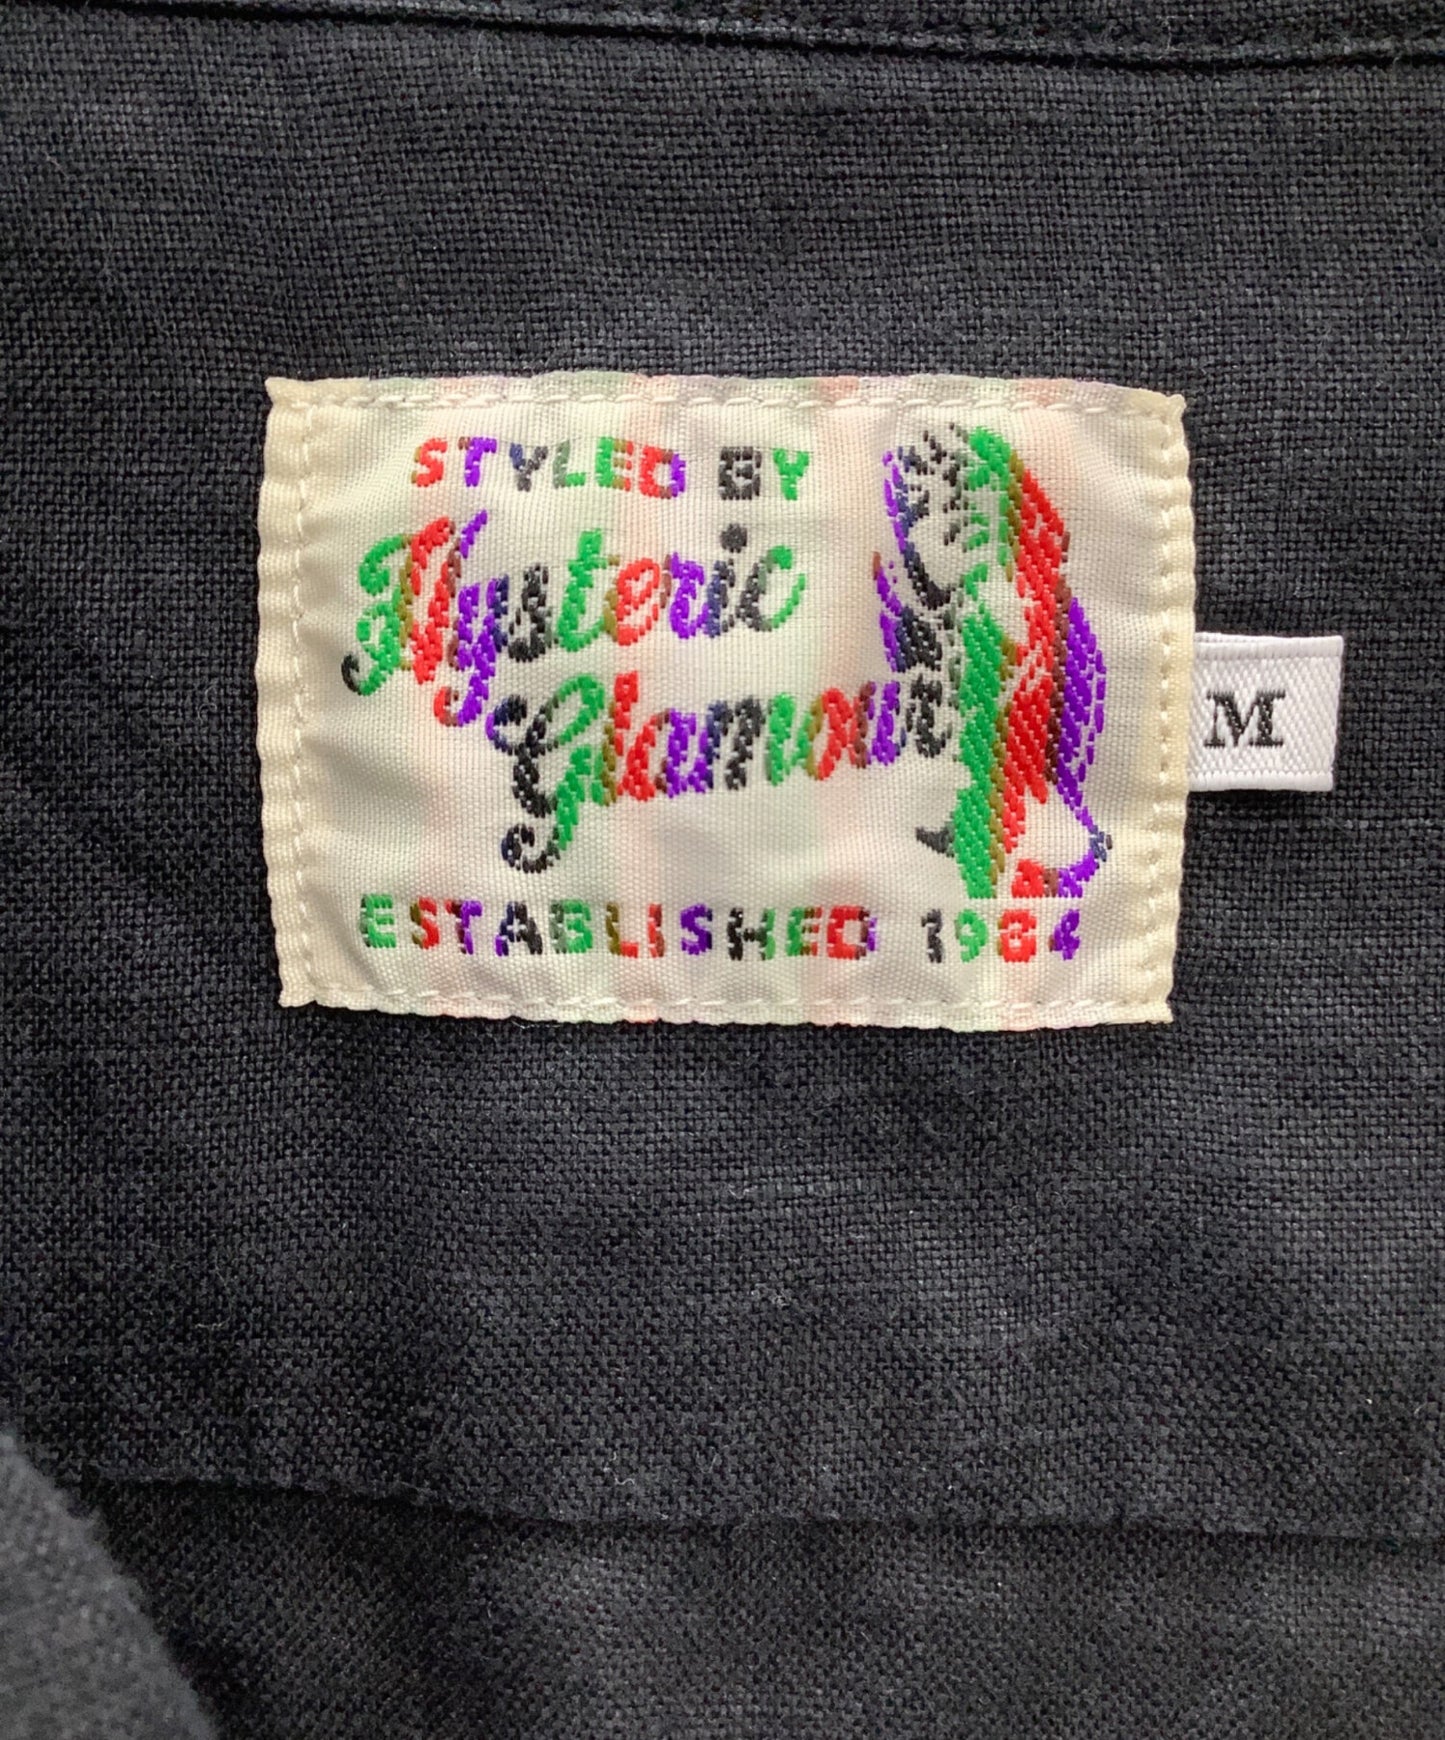 STYLED BY
Hysteric
Glamour
ESTABLISHED 1984
M